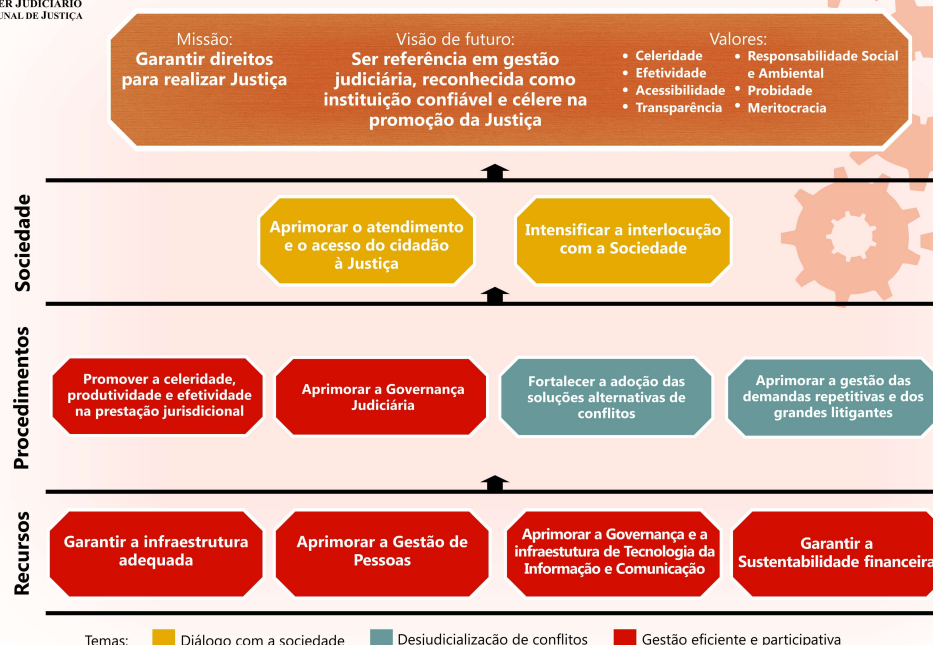 ER JUDICIÁRIO
UNAL DE JUSTIÇA
Missão:
Garantir direitos
para realizar Justiça
Visão de futuro:
Ser referência em gestão
judiciária, reconhecida como
instituição confiável e célere na
promoção da Justiça
Valores:
• Celeridade
• Efetividade
• Acessibilidade
• Transparência
• Responsabilidade Social
e Ambiental
• Probidade
• Meritocracia
Sociedade
Aprimorar o atendimento
e o acesso do cidadão
à Justiça
Intensificar a interlocução
com a Sociedade
Procedimentos
Promover a celeridade,
produtividade e efetividade
na prestação jurisdicional
Aprimorar a Governança
Judiciária
Fortalecer a adoção das
soluções alternativas de
conflitos
Aprimorar a gestão das
demandas repetitivas e dos
grandes litigantes
Recursos
Garantir a infraestrutura
adequada
Aprimorar a Gestão de
Pessoas
Aprimorar a Governança e a
infraestutura de Tecnologia da
Informação e Comunicação
Garantir a
Sustentabilidade financeira
Temas:
Diálogo com a sociedade
Desjudicialização de conflitos
Gestão eficiente e participativa